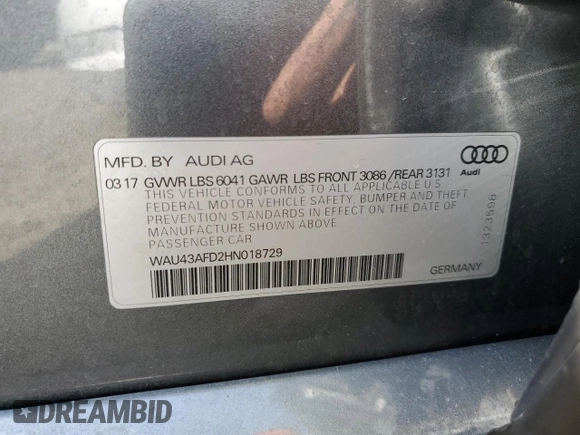 MFD. BY AUDI AG
Audi
03 17 GVWR LBS 6041 GAWR LBS FRONT 3086 /REAR 3131
THIS VEHICLE CONFORMS TO ALL APPLICABLE U S
FEDERAL MOTOR VEHICLE SAFETY, BUMPER AND THEFT
PREVENTION STANDARDS IN EFFECT ON THE DATE OF
MANUFACTURE SHOWN ABOVE
PASSENGER CAR
WAU43AFD2HN018729
1323598
GERMANY
DREAMBID